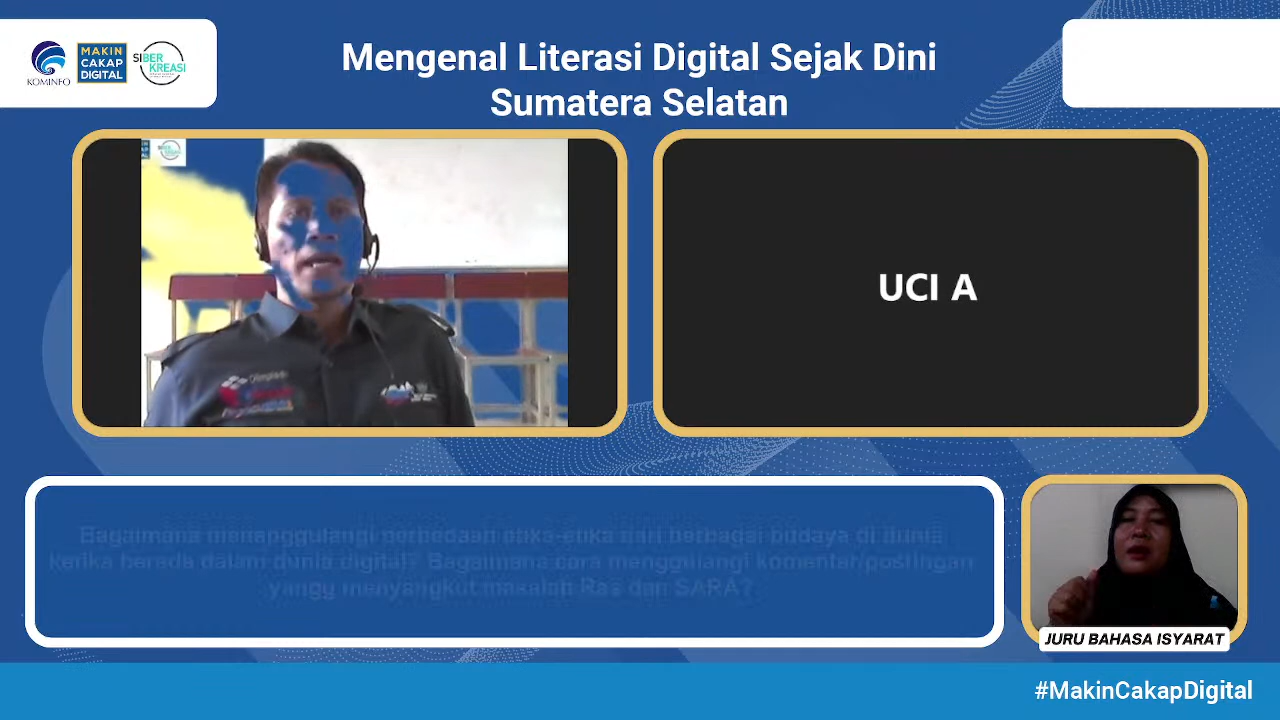 KOMINFO
MAKIN
CAKAP
DIGITAL
SIBER
KREASI
Mengenal Literasi Digital Sejak Dini
Sumatera Selatan
UCI A
Bagaimana menanggulangi etika-etika dari berbagai budaya di dunia
ketika berada dalam dunia digital? Bagaimana cara menggulangi komentar/postingan
yangg menyangkut masalah Ras dan SARA?
JURU BAHASA ISYARAT
#MakinCakapDigital